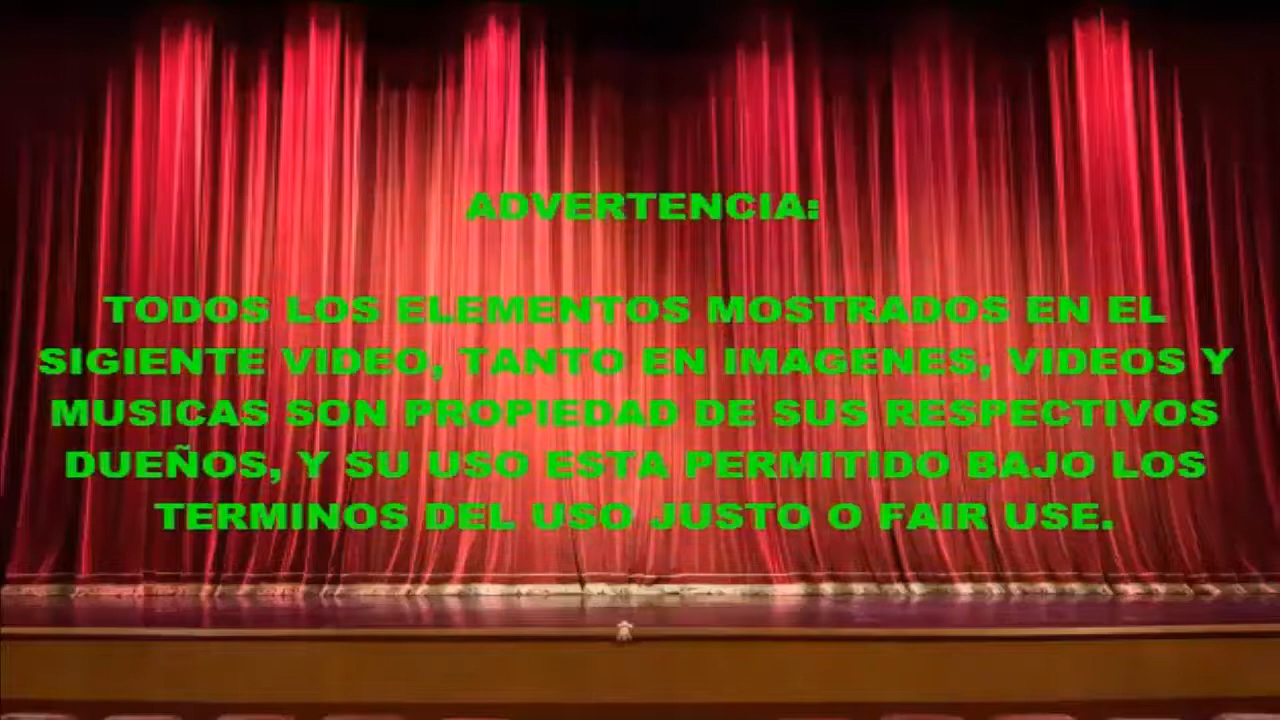 ADVERTENCIA:
TODOS LOS ELEMENTOS MOSTRADOS EN EL
SIGIENTE VIDEO, TANTO EN IMAGENES, VIDEOS Y
MUSICAS SON PROPIEDAD DE SUS RESPECTIVOS
DUEÑOS, Y SU USO ESTA PERMITIDO BAJO LOS
TERMINOS DEL USO JUSTO O FAIR USE.